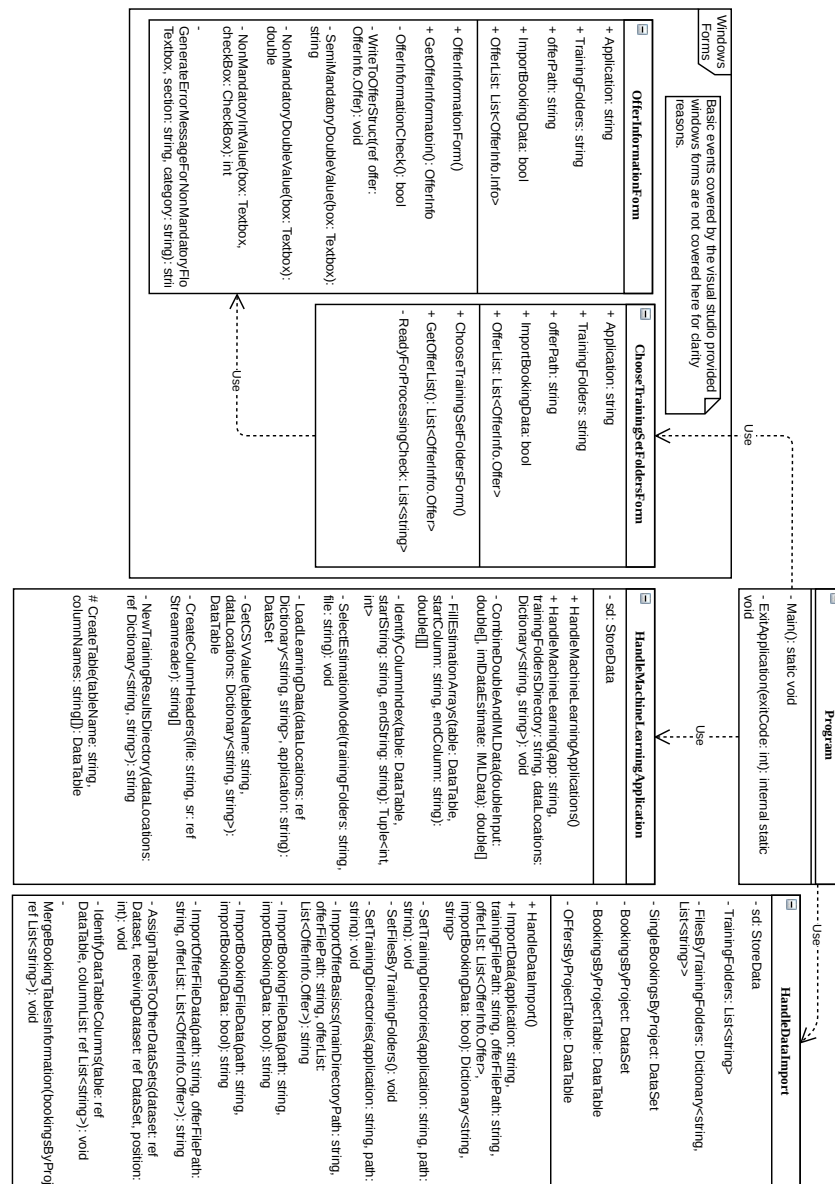 Windows
Forms
Basic events covered by the visual studio provided
windows forms are not covered here for clarity
reasons.
OfferInformationForm
+ Application: string
+ TrainingFolders: string
+ offerPath: string
+ ImportBookingData: bool
+ OfferList: List<OfferInfo.Info>
+ OfferInformationForm()
+ GetOfferInformatoin(): OfferInfo
- OfferInformationCheck(): bool
- WriteToOfferStruct(ref offer:
OfferInfo.Offer): void
- SemiMandatoryDoubleValue(box: Textbox):
string
- NonMandatoryDoubleValue(box: Textbox):
double
- NonMandatoryIntValue(box: Textbox,
checkBox: CheckBox): int
-
GenerateErrorMessageForNonMandatoryFlo
Textbox, section: string, category: string): stri
ChooseTrainingSetFoldersForm
+ Application: string
+ TrainingFolders: string
+ offerPath: string
+ ImportBookingData: bool
+ OfferList: List<OfferInfo.Offer>
+ ChooseTrainingSetFoldersForm()
+ GetOfferList(): List<OfferInfro.Offer>
- ReadyForProcessingCheck: List<string>
Use
Use
Program
- Main(): static void
- ExitApplication(exitCode: int): internal static
void
Use
Use
HandleMachineLearningApplication
- sd: StoreData
+ HandleMachineLearningApplications()
+ HandleMachineLearning(app: string,
trainingFoldersDirectory: string, dataLocations:
Dictionary<string, string>): void
- CombineDoubleAndIMLData(doubleInput:
double[], imlDataEstimate: IMLData): double[]
- FillEstimationArrays(table: DataTable,
startColumn: string, endColumn: string):
double[][]
- IdentifyColumnIndex(table: DataTable,
startString: string, endString: string): Tuple<int,
int>
- SelectEstimationModel(trainingFolders: string,
file: string): void
- LoadLearningData(dataLocations: ref
Dictionary<string, string>, application: string):
DataSet
- GetCSVValue(tableName: string,
dataLocations: Dictionary<string, string>):
DataTable
- CreateColumnHeaders(file: string, sr: ref
Streamreader): string[]
- NewTrainingResultsDirectory(dataLocations:
ref Dictionary<string, string>): string
# CreateTable(tableName: string,
columnNames: string[]): DataTable
HandleDataImport
- sd: StoreData
- TrainingFolders: List<string>
- FilesByTrainingFolders: Dictionary<string,
List<string>>
- SingleBookingsByProject: DataSet
- BookingsByProject: DataSet
- BookingsByProjectTable: DataTable
- OFfersByProjectTable: DataTable
+ HandleDataImport()
+ ImportData(application: string,
trainingFilePath: string, offerFilePath: string,
offerLIst: List<OfferInfo.Offer>,
importBookingData: bool): Dictionary<string,
string>
- SetTrainingDirectories(application: string, path:
string): void
- SetFilesByTrainingFolders(): void
- SetTrainingDirectories(application: string, path:
string): void
- ImportOfferBasiscs(mainDirectoryPath: string,
offerFilePath: string, offerList:
List<OfferInfo.Offer>): string
- ImportBookingFileData(path: string,
importBookingData: bool): string
- ImportBookingFileData(path: string,
importBookingData: bool): string
- ImportOfferFileData(path: string, offerFilePath:
string, offerList: List<OfferInfo.Offer>): string
- AssignTablesToOtherDataSets(dataset: ref
Dataset, receivingDataset: ref DataSet, position:
int): void
- IdentifyDataTableColumns(table: ref
DataTable, columnList: ref List<string>): void
-
MergeBookingTablesInformation(bookingsByProj
ref List<string>): void